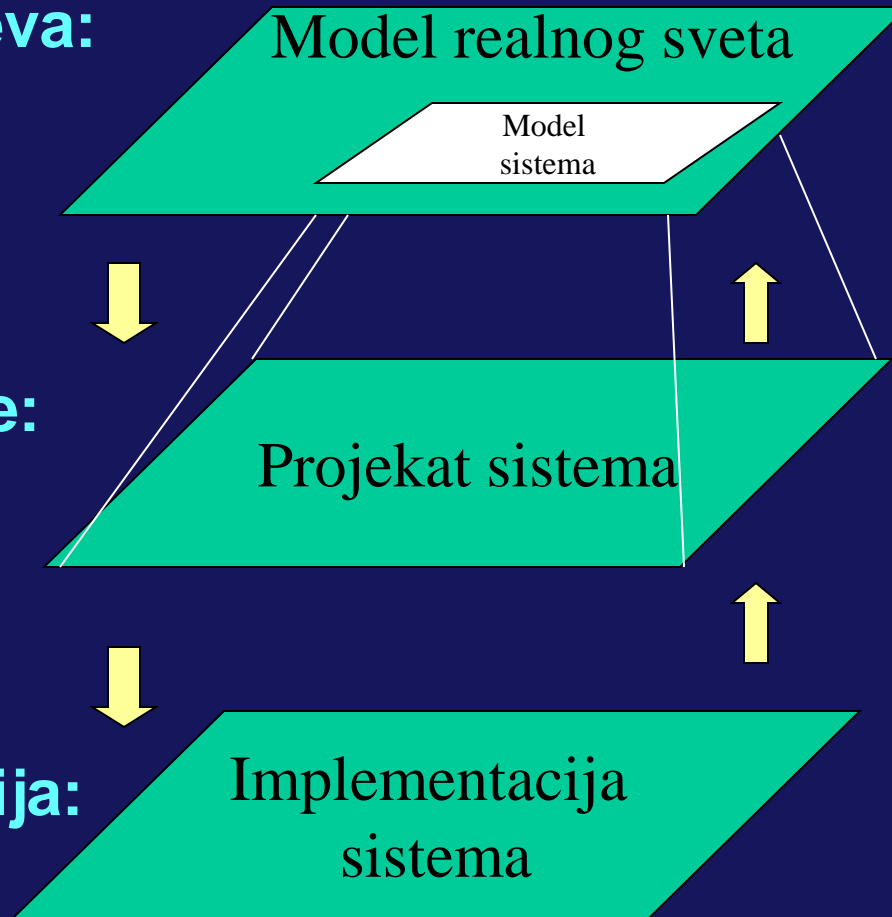 eva:
Model realnog sveta
Model
sistema
e:
Projekat sistema
ija:
Implementacija
sistema